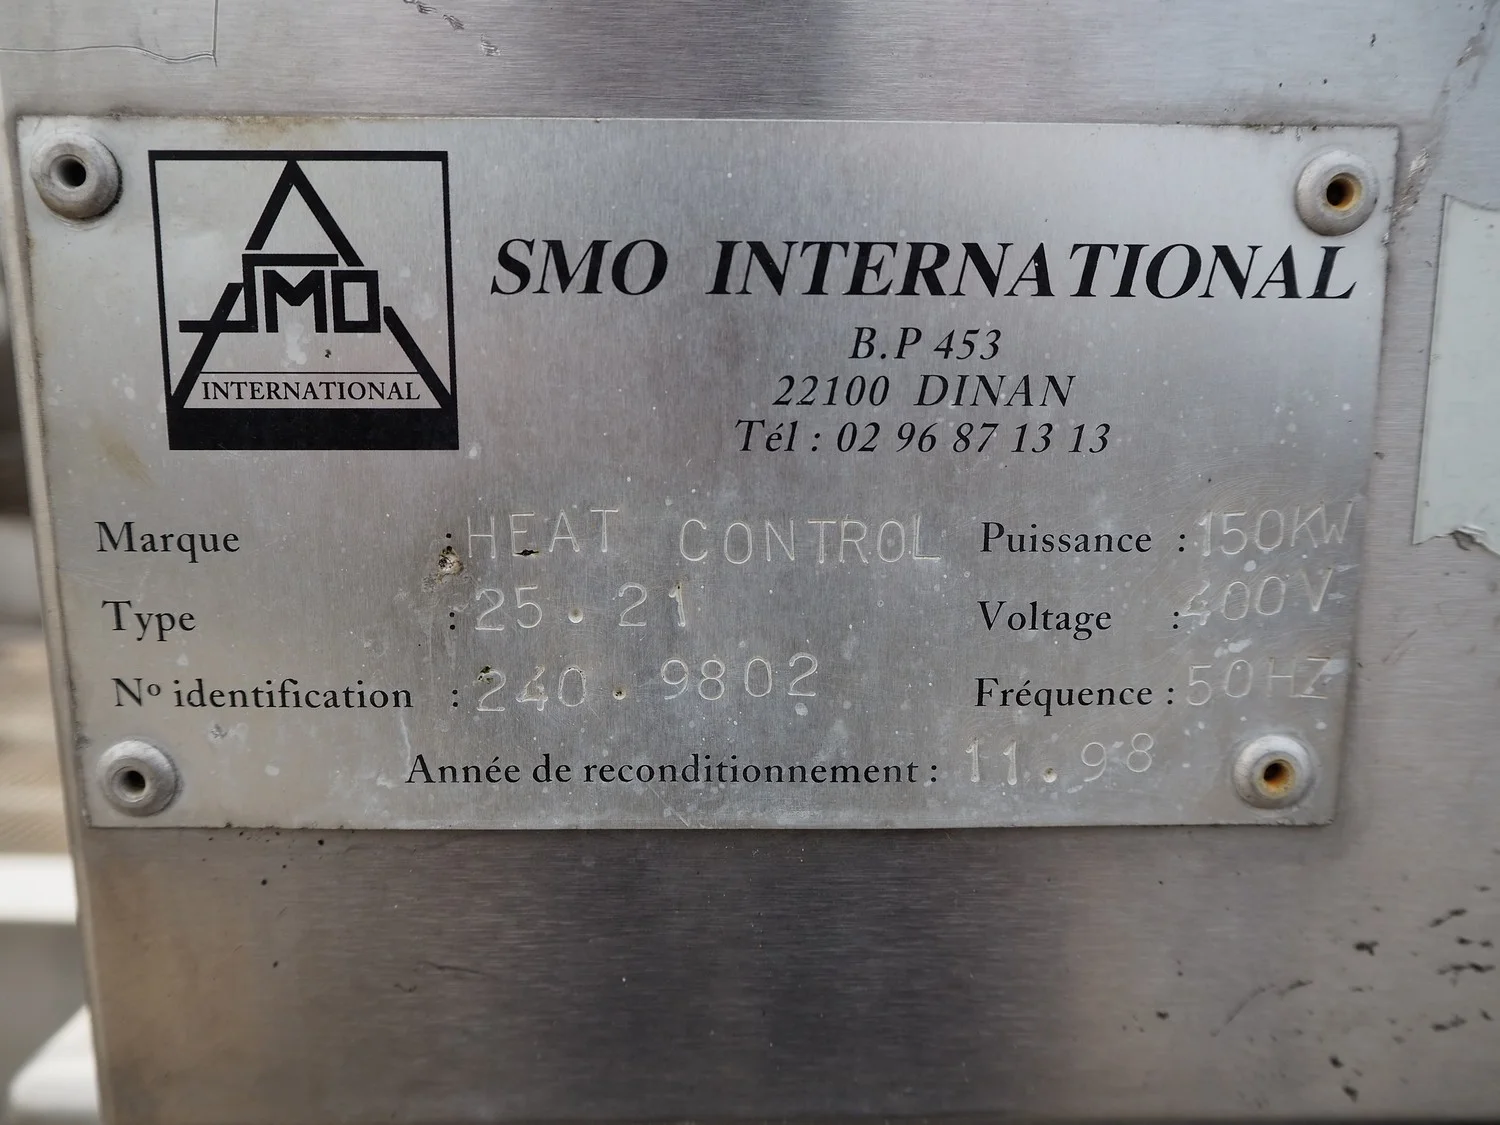 SMO
INTERNATIONAL
SMO INTERNATIONAL
B.P 453
22100 DINAN
Tél : 02 96 87 13 13
Marque : HEAT CONTROL
Puissance : 150KW
Type : 25.21
Voltage : 400V
Nº identification : 240.9802
Fréquence : 50HZ
Année de reconditionnement : 11.98